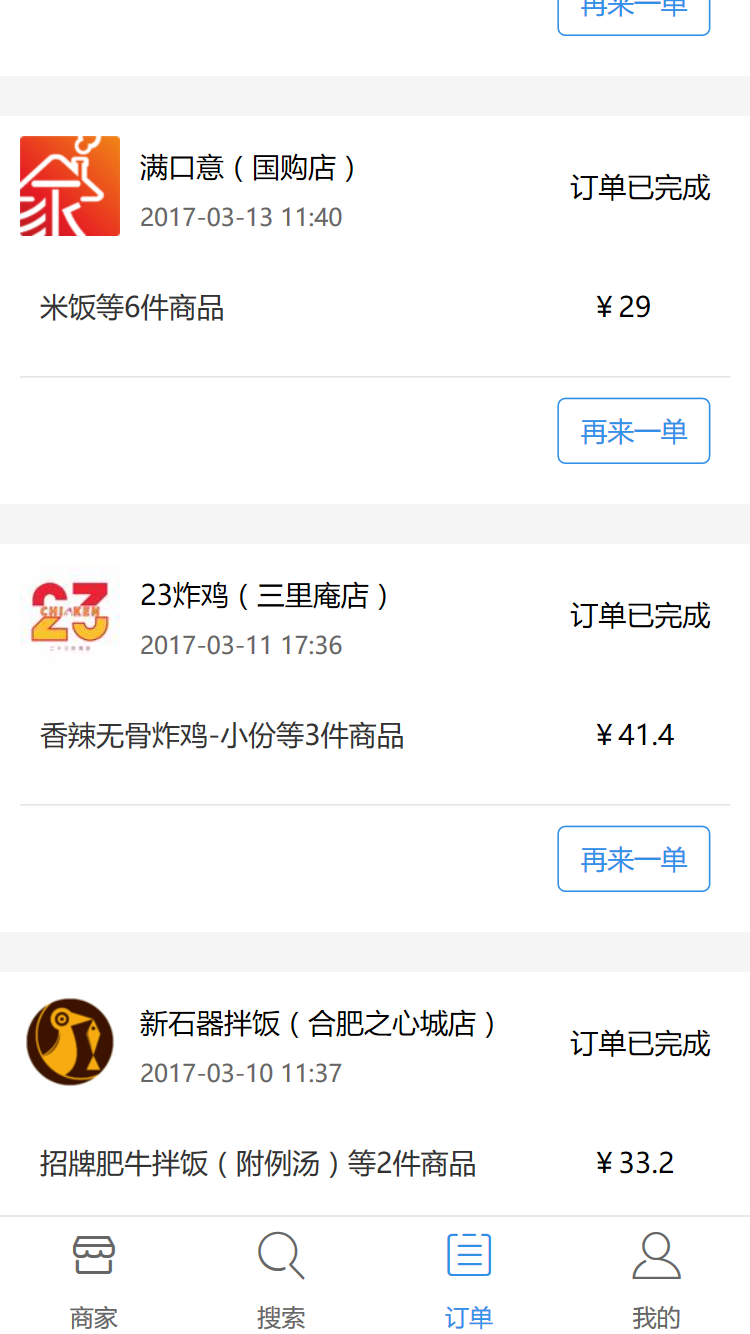 再来一单
满口意（国购店）
2017-03-13 11:40
订单已完成
米饭等6件商品
¥ 29
再来一单
23
CHICKEN
23炸鸡（三里庵店）
2017-03-11 17:36
订单已完成
香辣无骨炸鸡-小份等3件商品
¥ 41.4
再来一单
新石器拌饭（合肥之心城店）
2017-03-10 11:37
订单已完成
招牌肥牛拌饭（附例汤）等2件商品
¥ 33.2
商家
搜索
订单
我的